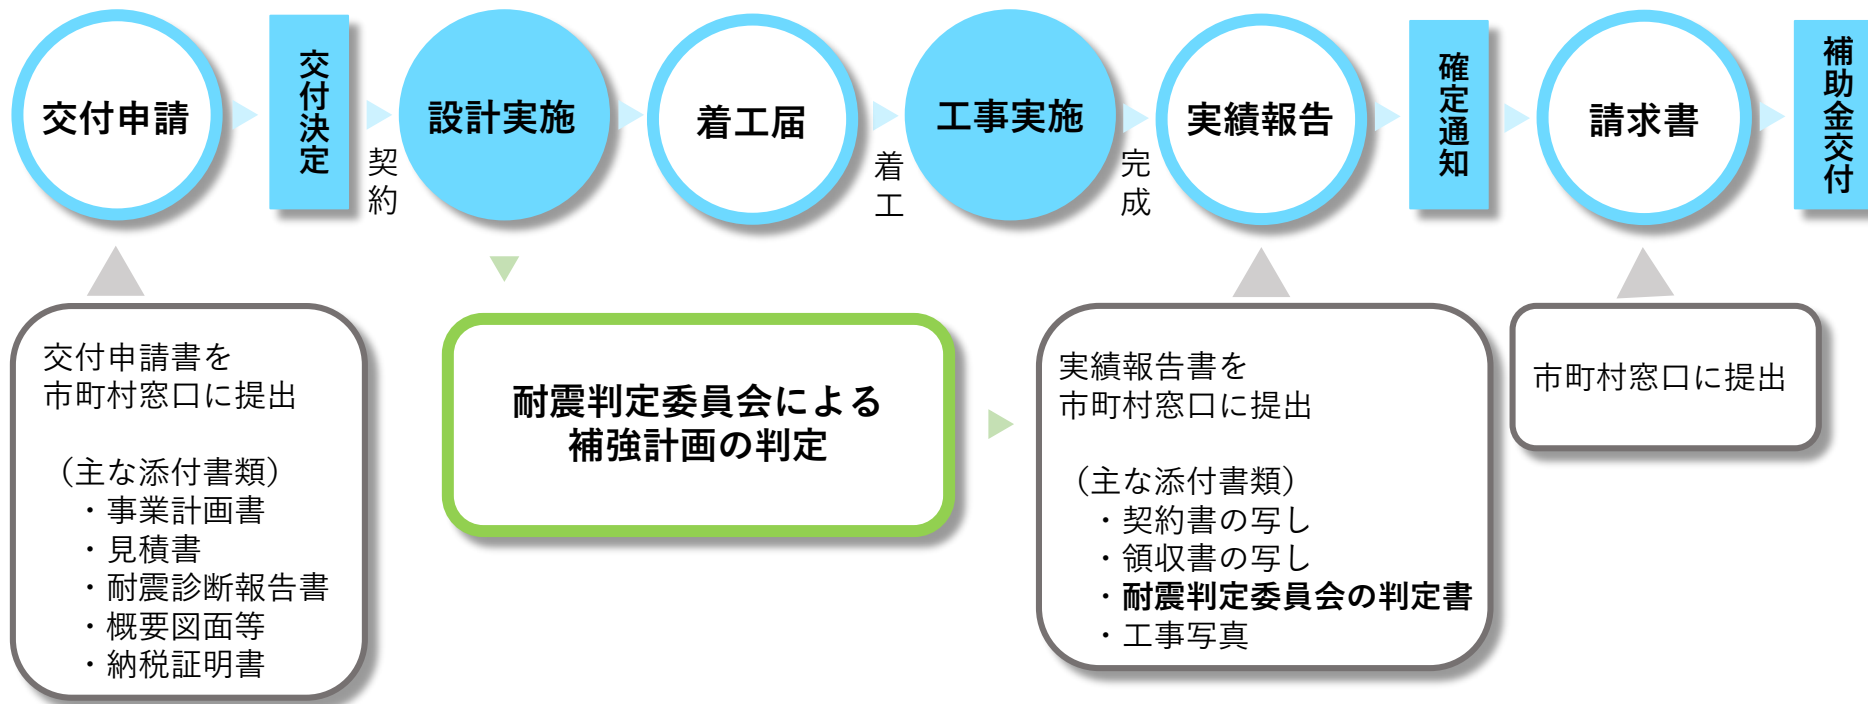 交付申請
交付決定
契約
設計実施
着工届
着工
工事実施
完成
実績報告
確定通知
請求書
補助金交付
交付申請書を
市町村窓口に提出
（主な添付書類）
・事業計画書
・見積書
・耐震診断報告書
・概要図面等
・納税証明書
耐震判定委員会による
補強計画の判定
実績報告書を
市町村窓口に提出
（主な添付書類）
・契約書の写し
・領収書の写し
・耐震判定委員会の判定書
・工事写真
市町村窓口に提出